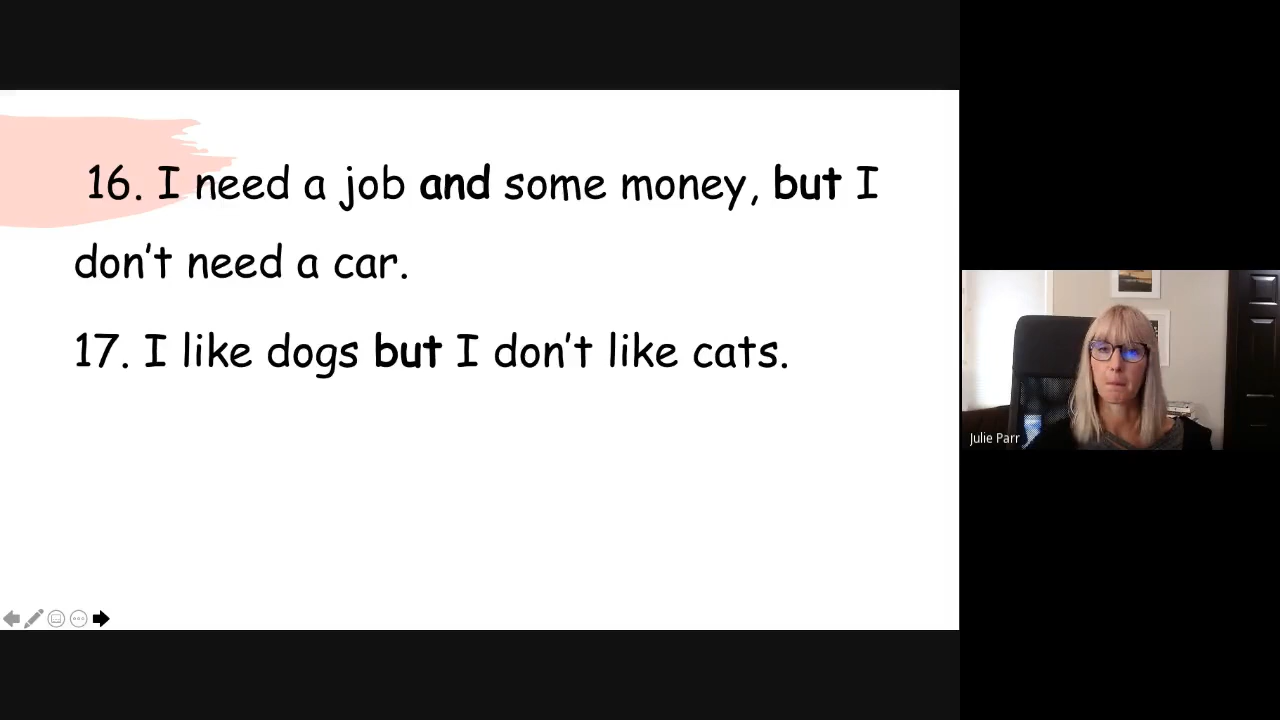 16. I need a job and some money, but I
don't need a car.
17. I like dogs but I don't like cats.
Julie Parr